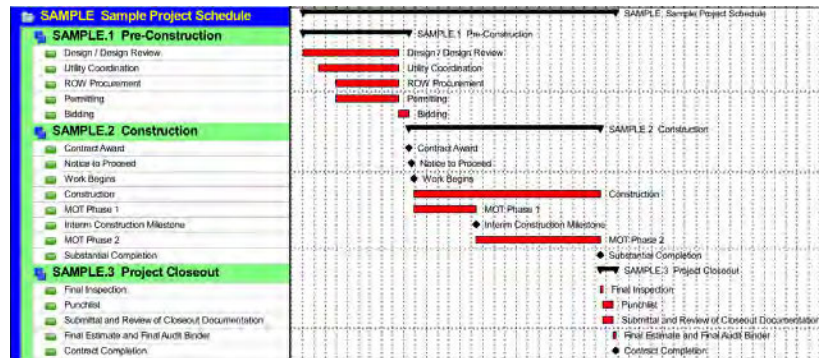 SAMPLE Sample Project Schedule SAMPLE Sample Project Schedule
SAMPLE.1 Pre-Construction SAMPLE.1 Pre-Construction
Design / Design Review Design / Design Review
Utility Coordination Utility Coordination
ROW Procurement ROW Procurement
Permitting Permitting
Bidding Bidding
SAMPLE.2 Construction SAMPLE.2 Construction
Contract Award Contract Award
Notice to Proceed Notice to Proceed
Work Begins Work Begins
Construction Construction
MOT Phase 1 MOT Phase 1
Interim Construction Milestone Interim Construction Milestone
MOT Phase 2 MOT Phase 2
Substantial Completion Substantial Completion
SAMPLE.3 Project Closeout SAMPLE.3 Project Closeout
Final Inspection Final Inspection
Punchlist Punchlist
Submittal and Review of Closeout Documentation Submittal and Review of Closeout Documentation
Final Estimate and Final Audit Binder Final Estimate and Final Audit Binder
Contract Completion Contract Completion